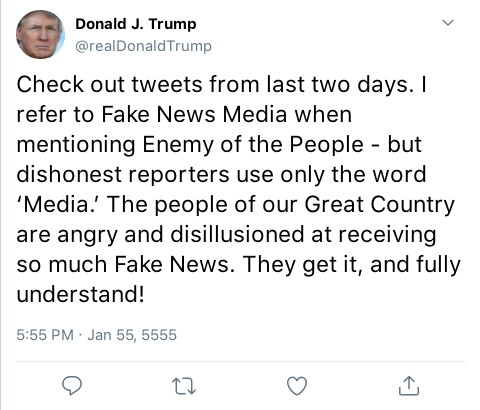 Donald J. Trump
@realDonaldTrump
Check out tweets from last two days. I
refer to Fake News Media when
mentioning Enemy of the People - but
dishonest reporters use only the word
‘Media.’ The people of our Great Country
are angry and disillusioned at receiving
so much Fake News. They get it, and fully
understand!
5:55 PM · Jan 55, 5555